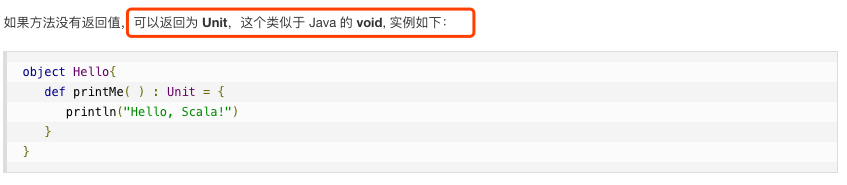 如果方法没有返回值，可以返回为 Unit，这个类似于 Java 的 void, 实例如下：
object Hello{
   def printMe( ) : Unit = {
      println("Hello, Scala!")
   }
}